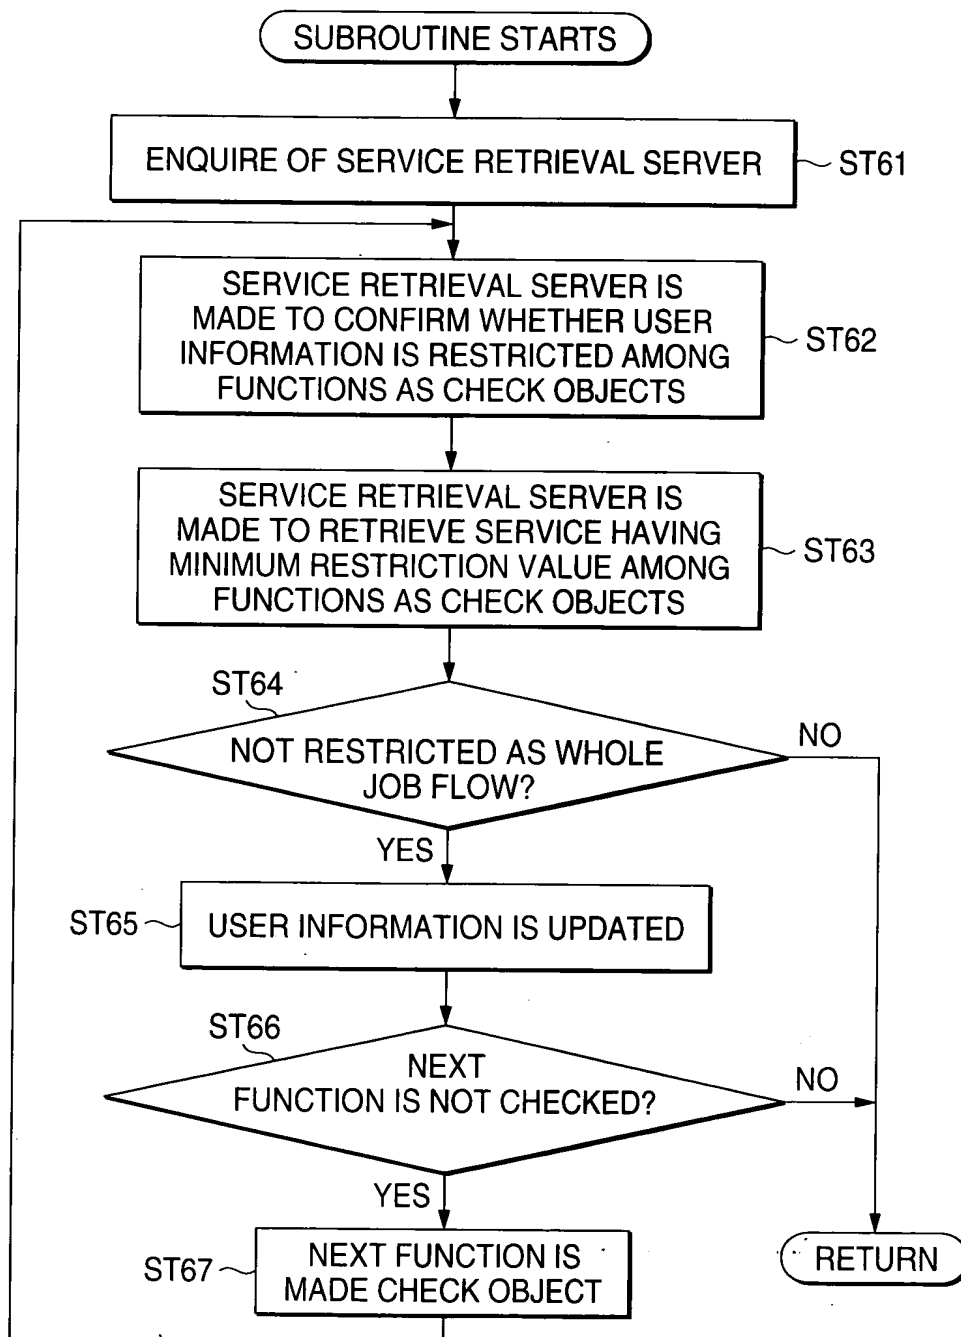 SUBROUTINE STARTS
ENQUIRE OF SERVICE RETRIEVAL SERVER
ST61
SERVICE RETRIEVAL SERVER IS
MADE TO CONFIRM WHETHER USER
INFORMATION IS RESTRICTED AMONG
FUNCTIONS AS CHECK OBJECTS
ST62
SERVICE RETRIEVAL SERVER IS
MADE TO RETRIEVE SERVICE HAVING
MINIMUM RESTRICTION VALUE AMONG
FUNCTIONS AS CHECK OBJECTS
ST63
ST64
NOT RESTRICTED AS WHOLE
JOB FLOW?
NO
YES
ST65
USER INFORMATION IS UPDATED
ST66
NEXT
FUNCTION IS NOT CHECKED?
NO
YES
ST67
NEXT FUNCTION IS
MADE CHECK OBJECT
RETURN